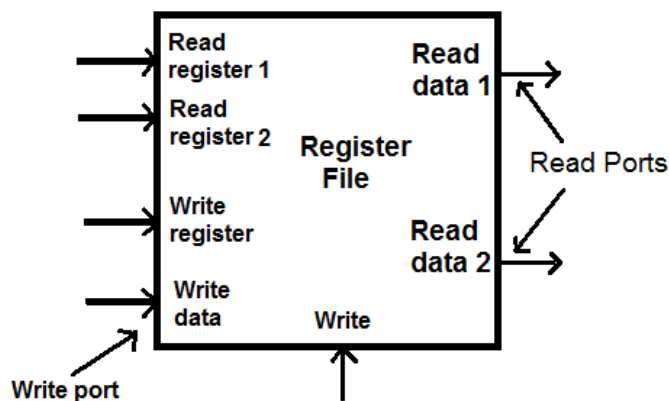 Read
register 1
Read
register 2
Write
register
Write
data
Register
File
Write
Read
data 1
Read
data 2
Read Ports
Write port